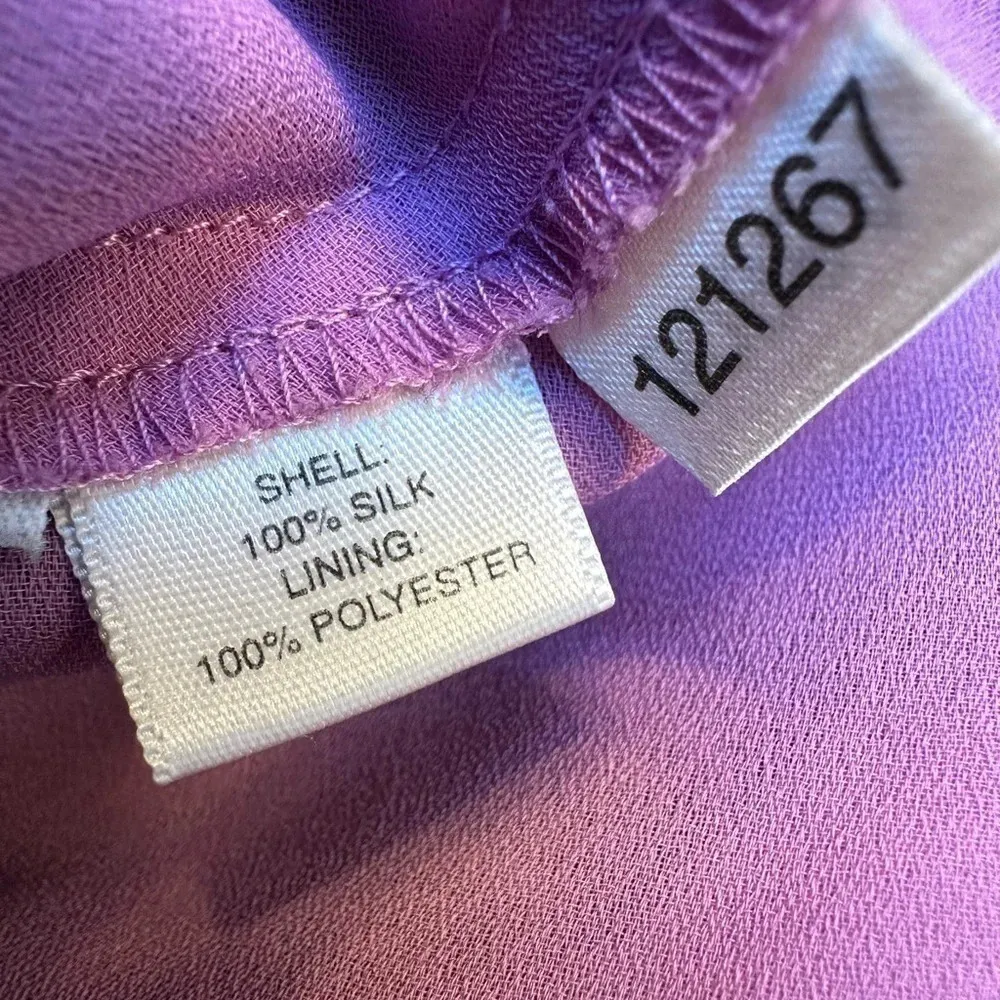 SHELL:
100% SILK
LINING:
100% POLYESTER
121267